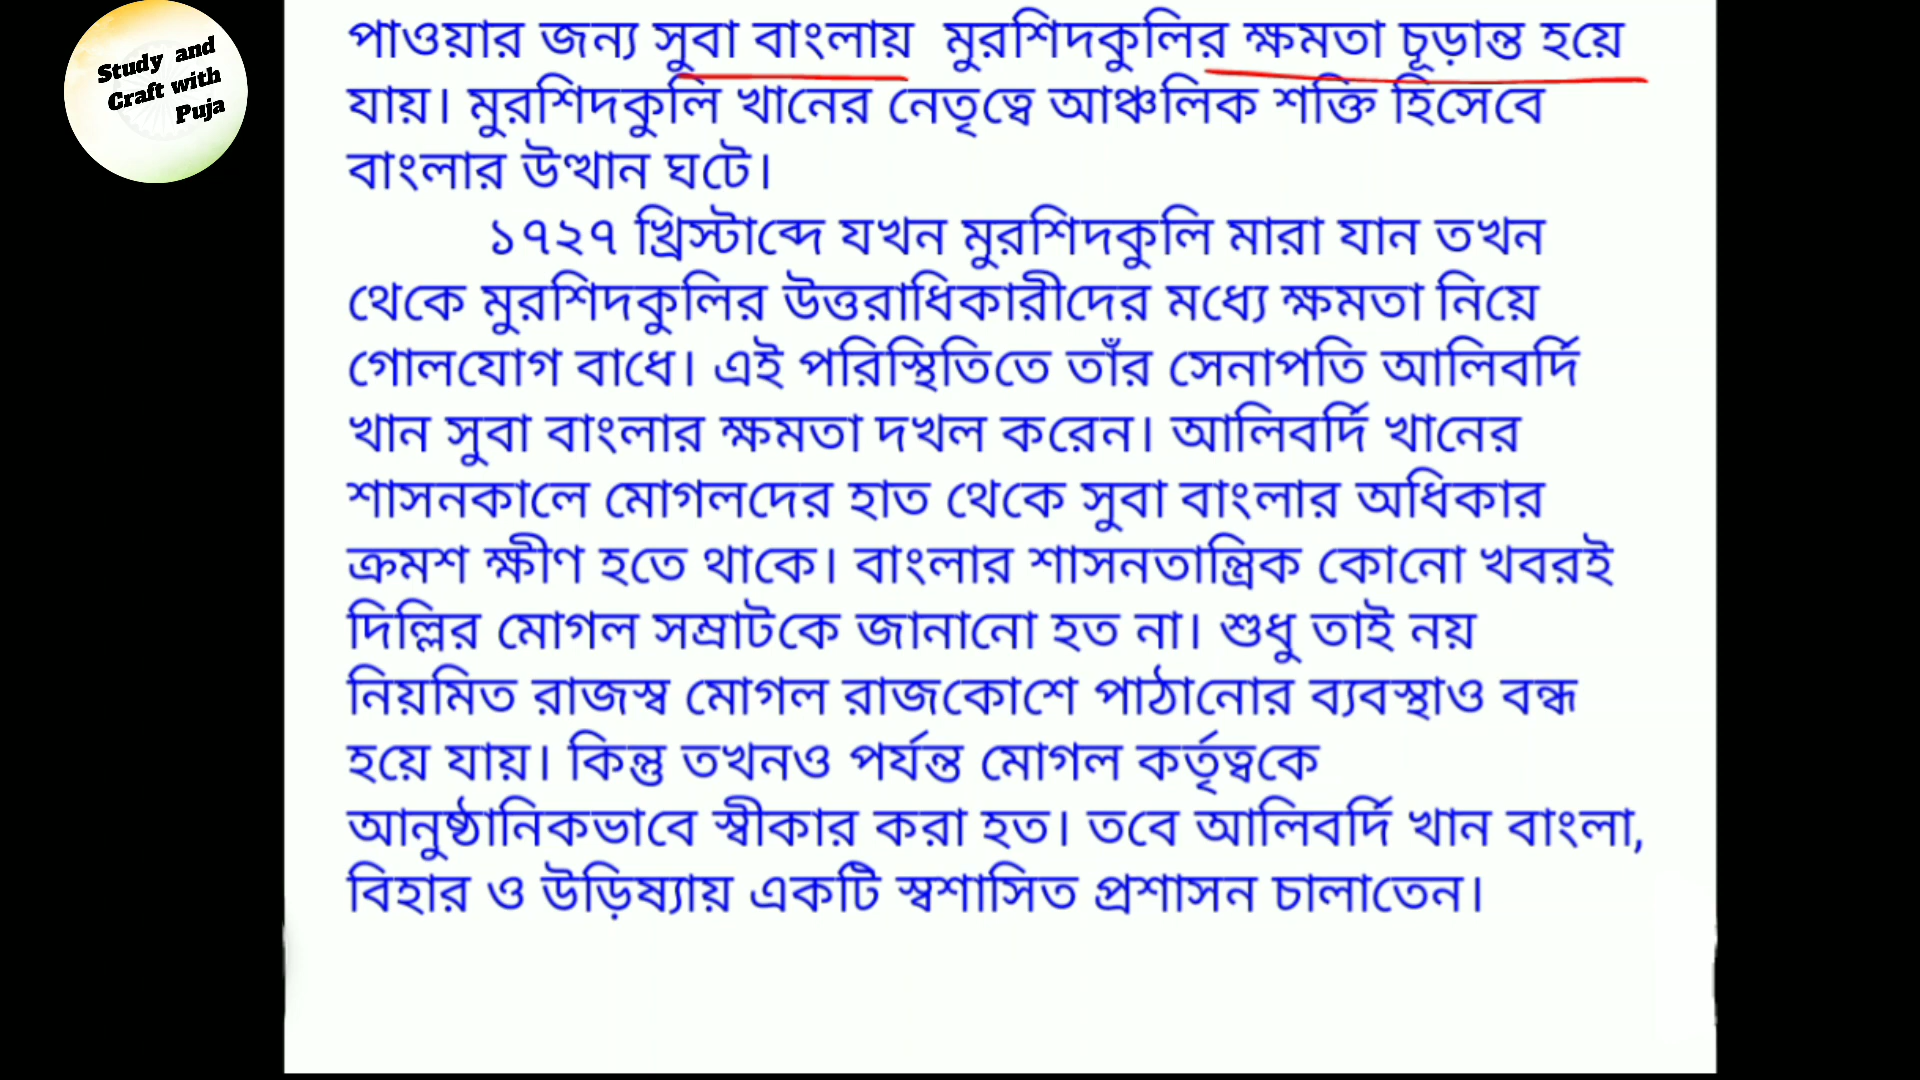 Study and
Craft with
Puja
পাওয়ার জন্য সুবা বাংলায় মুরশিদকুলির ক্ষমতা চূড়ান্ত হয়ে
যায়। মুরশিদকুলি খানের নেতৃত্বে আঞ্চলিক শক্তি হিসেবে
বাংলার উত্থান ঘটে।
১৭২৭ খ্রিস্টাব্দে যখন মুরশিদকুলি মারা যান তখন
থেকে মুরশিদকুলির উত্তরাধিকারীদের মধ্যে ক্ষমতা নিয়ে
গোলযোগ বাধে। এই পরিস্থিতিতে তাঁর সেনাপতি আলিবর্দি
খান সুবা বাংলার ক্ষমতা দখল করেন। আলিবর্দি খানের
শাসনকালে মোগলদের হাত থেকে সুবা বাংলার অধিকার
ক্রমশ ক্ষীণ হতে থাকে। বাংলার শাসনতান্ত্রিক কোনো খবরই
দিল্লির মোগল সম্রাটকে জানানো হত না। শুধু তাই নয়
নিয়মিত রাজস্ব মোগল রাজকোশে পাঠানোর ব্যবস্থাও বন্ধ
হয়ে যায়। কিন্তু তখনও পর্যন্ত মোগল কর্তৃত্বকে
আনুষ্ঠানিকভাবে স্বীকার করা হত। তবে আলিবর্দি খান বাংলা,
বিহার ও উড়িষ্যায় একটি স্বশাসিত প্রশাসন চালাতেন।